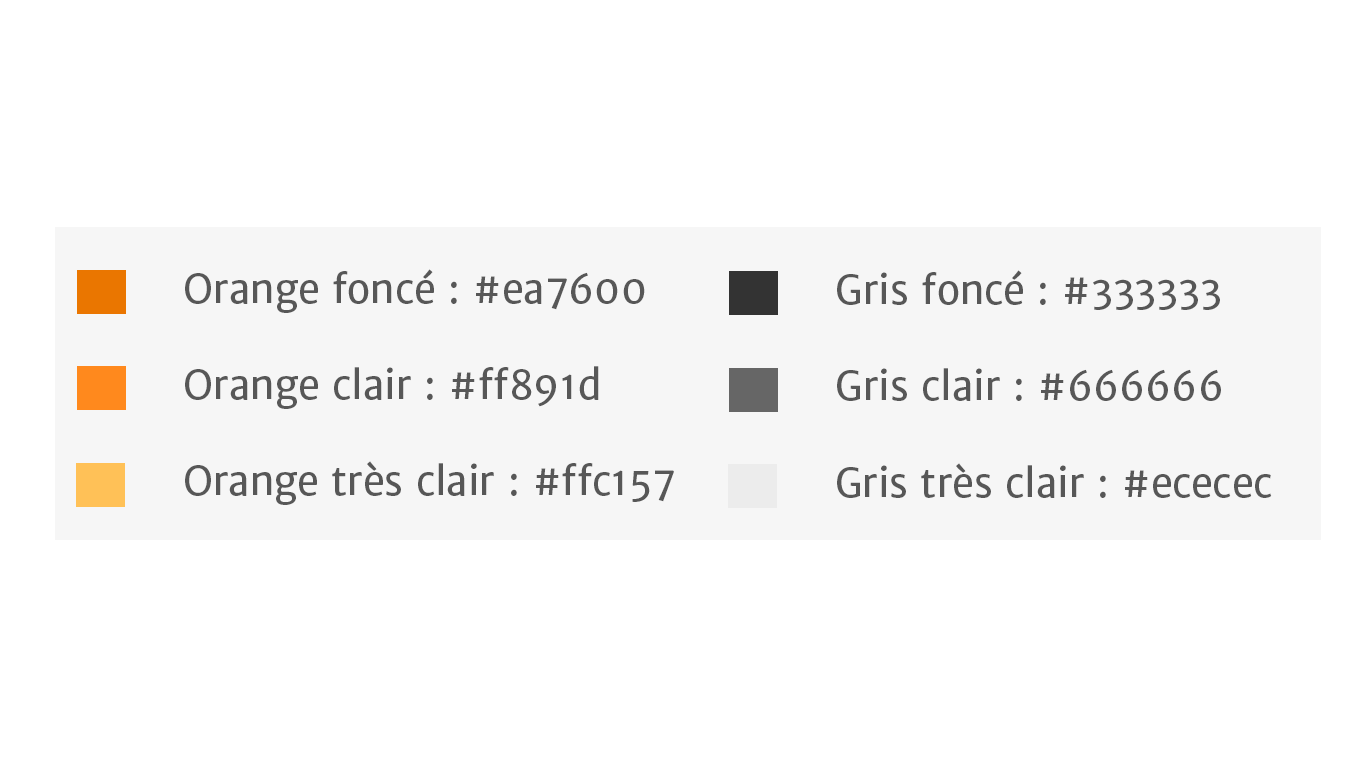 Orange foncé : #ea7600
Orange clair : #ff891d
Orange très clair : #ffc157
Gris foncé : #333333
Gris clair : #666666
Gris très clair : #ececec